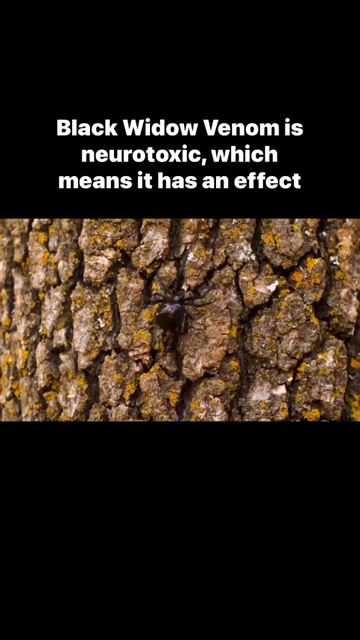 Black Widow Venom is
neurotoxic, which
means it has an effect